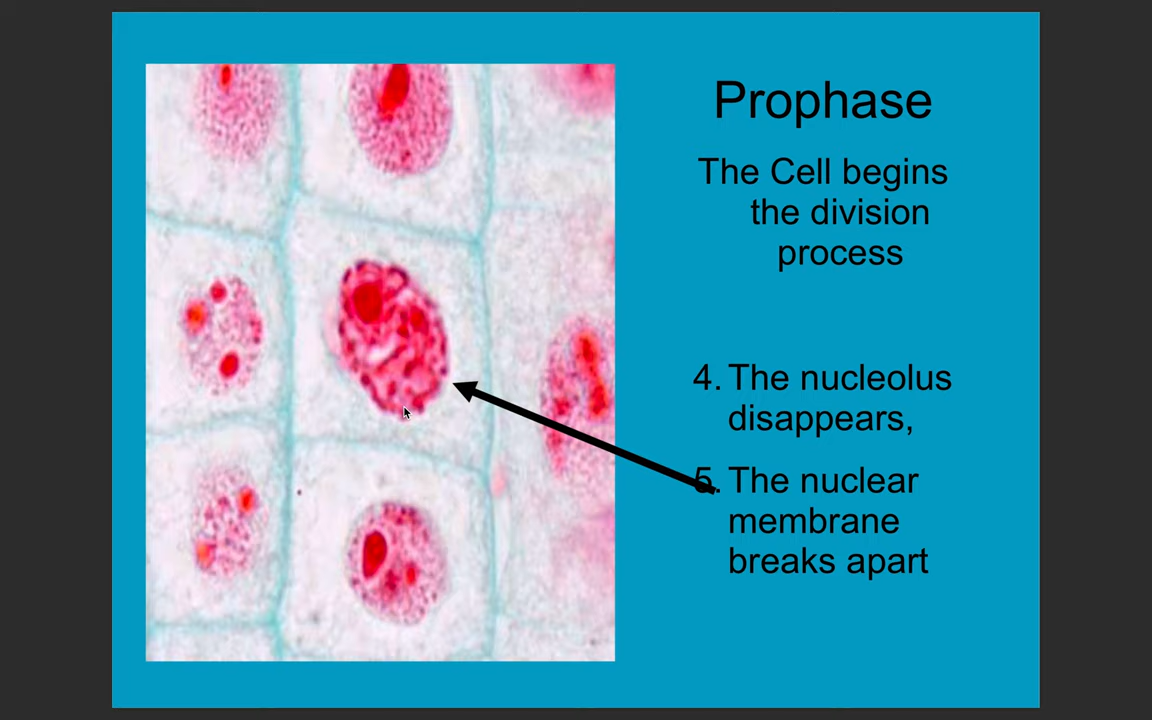 Prophase
The Cell begins
the division
process
4. The nucleolus
disappears,
5. The nuclear
membrane
breaks apart